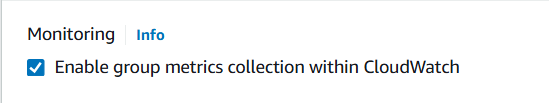 Monitoring Info
Enable group metrics collection within CloudWatch